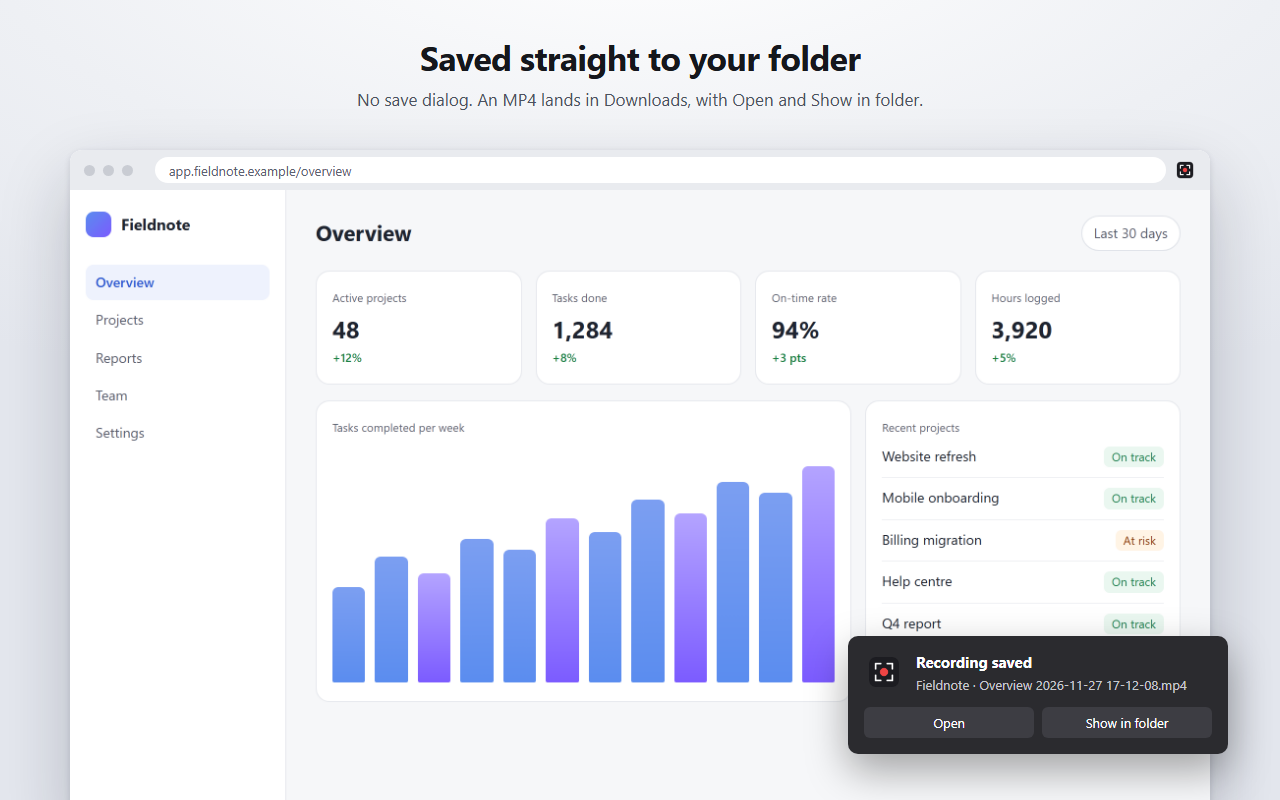 Saved straight to your folder
No save dialog. An MP4 lands in Downloads, with Open and Show in folder.
app.fieldnote.example/overview
Fieldnote
Overview
Projects
Reports
Team
Settings
Overview
Last 30 days
Active projects
48
+12%
Tasks done
1,284
+8%
On-time rate
94%
+3 pts
Hours logged
3,920
+5%
Tasks completed per week
Recent projects
Website refresh On track
Mobile onboarding On track
Billing migration At risk
Help centre On track
Q4 report On track
Recording saved
Fieldnote · Overview 2026-11-27 17-12-08.mp4
Open
Show in folder